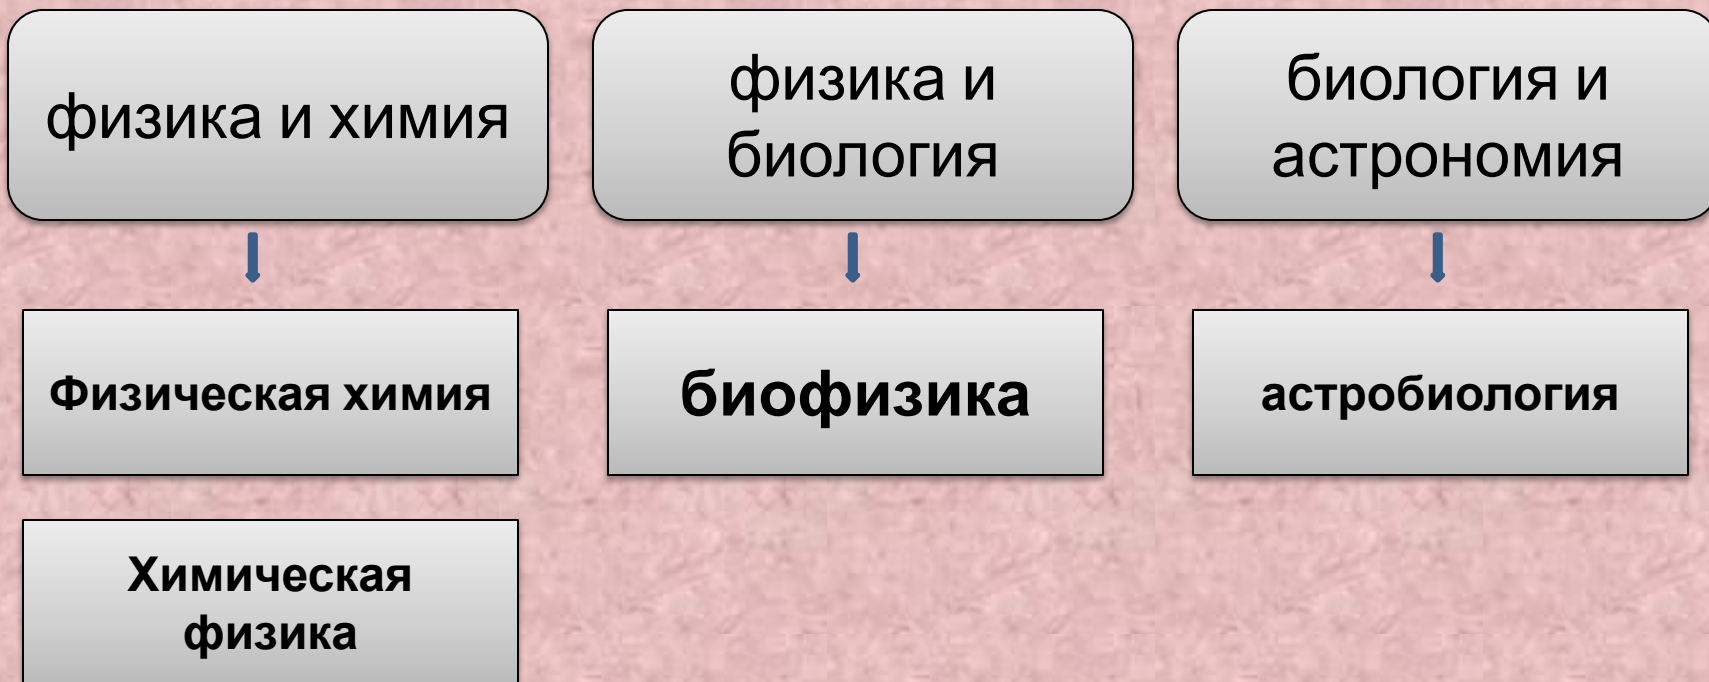 физика и химия
физика и
биология
биология и
астрономия
Физическая химия
биофизика
астробиология
Химическая
физика